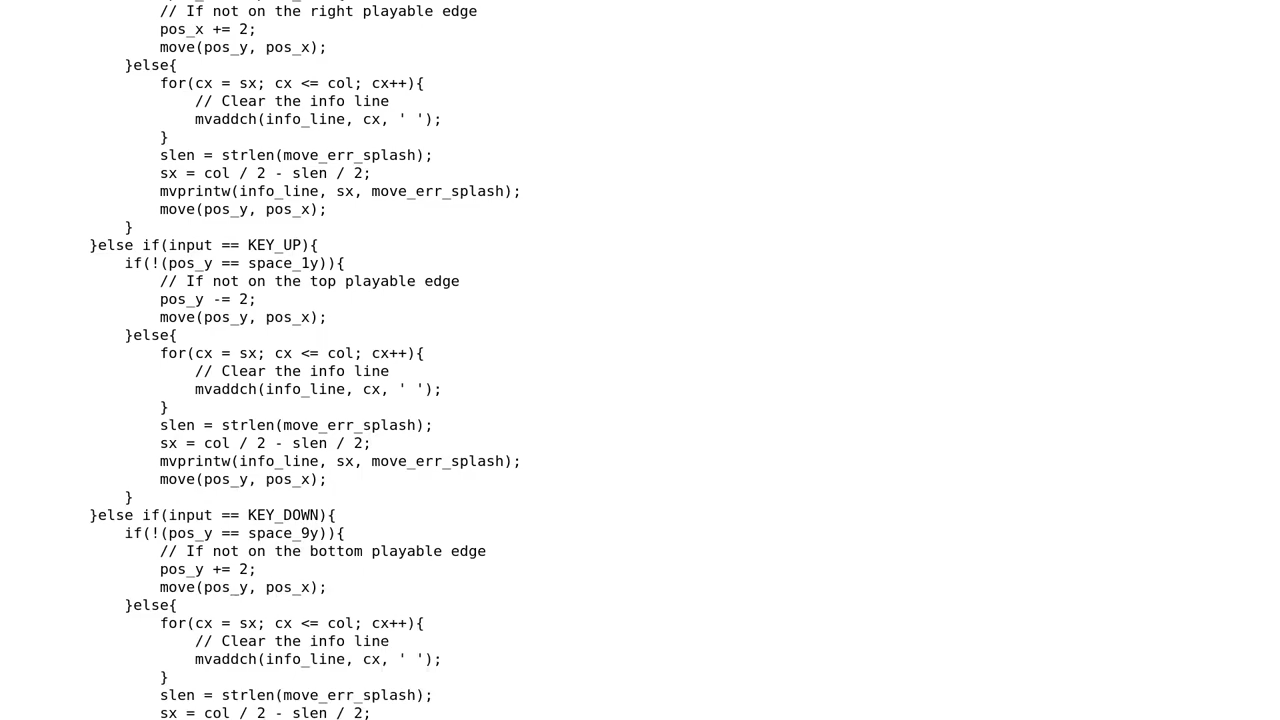 // If not on the right playable edge
pos_x += 2;
move(pos_y, pos_x);
}else{
for(cx = sx; cx <= col; cx++){
// Clear the info line
mvaddch(info_line, cx, ' ');
}
slen = strlen(move_err_splash);
sx = col / 2 - slen / 2;
mvprintw(info_line, sx, move_err_splash);
move(pos_y, pos_x);
}
}else if(input == KEY_UP){
if(!(pos_y == space_1y)){
// If not on the top playable edge
pos_y -= 2;
move(pos_y, pos_x);
}else{
for(cx = sx; cx <= col; cx++){
// Clear the info line
mvaddch(info_line, cx, ' ');
}
slen = strlen(move_err_splash);
sx = col / 2 - slen / 2;
mvprintw(info_line, sx, move_err_splash);
move(pos_y, pos_x);
}
}else if(input == KEY_DOWN){
if(!(pos_y == space_9y)){
// If not on the bottom playable edge
pos_y += 2;
move(pos_y, pos_x);
}else{
for(cx = sx; cx <= col; cx++){
// Clear the info line
mvaddch(info_line, cx, ' ');
}
slen = strlen(move_err_splash);
sx = col / 2 - slen / 2;